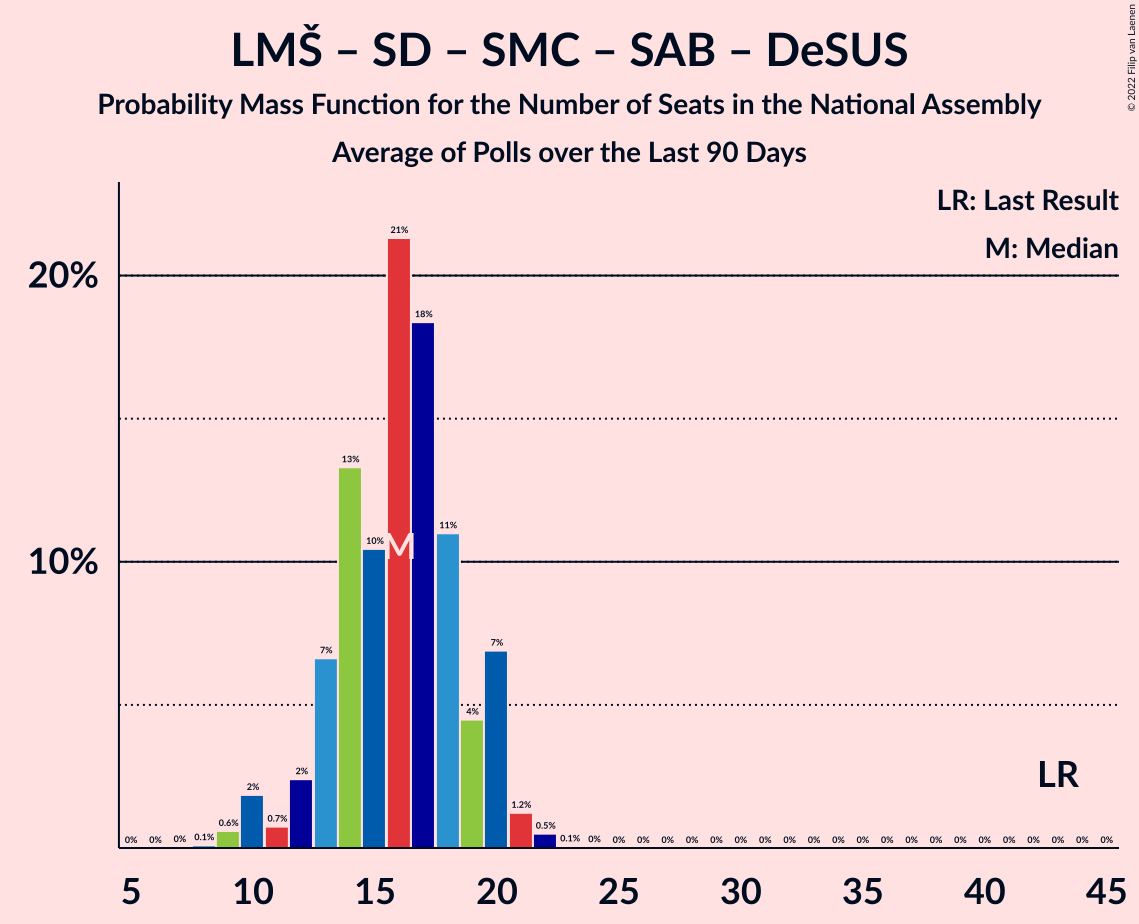 LMŠ – SD – SMC – SAB – DeSUS
Probability Mass Function for the Number of Seats in the National Assembly
Average of Polls over the Last 90 Days
© 2022 Filip van Laenen
LR: Last Result
M: Median
20%
10%
0% 0% 0% 0.1% 0.6% 2% 0.7% 2% 7% 13% 10% 21% 18% 11% 4% 7% 1.2% 0.5% 0.1% 0% 0% 0% 0% 0% 0% 0% 0% 0% 0% 0% 0% 0% 0% 0% 0% 0% 0% 0% 0% 0% 0%
M
LR
5 10 15 20 25 30 35 40 45